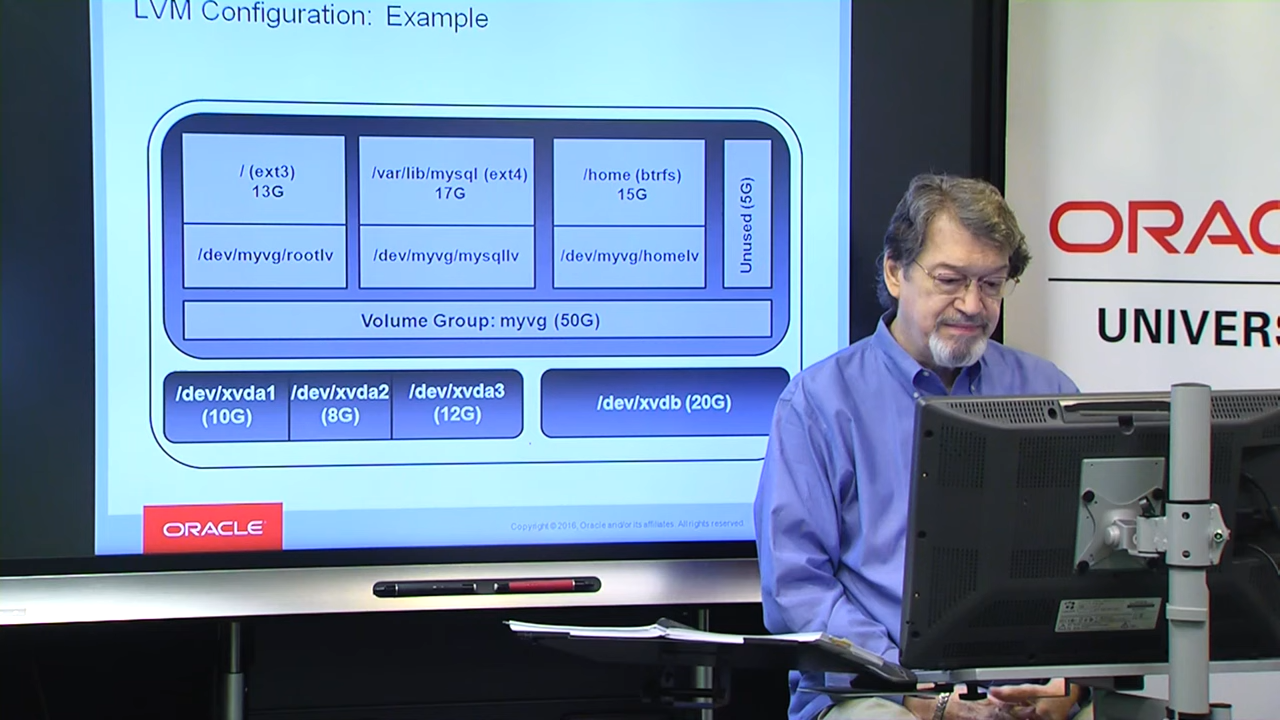 LVM Configuration: Example
/ (ext3)
13G
/var/lib/mysql (ext4)
17G
/home (btrfs)
15G
Unused (5G)
/dev/myvg/rootlv
/dev/myvg/mysqllv
/dev/myvg/homelv
Volume Group: myvg (50G)
/dev/xvda1
(10G)
/dev/xvda2
(8G)
/dev/xvda3
(12G)
/dev/xvdb (20G)
ORACLE
Copyright © 2016, Oracle and/or its affiliates. All rights reserved.
ORAC
UNIVERS